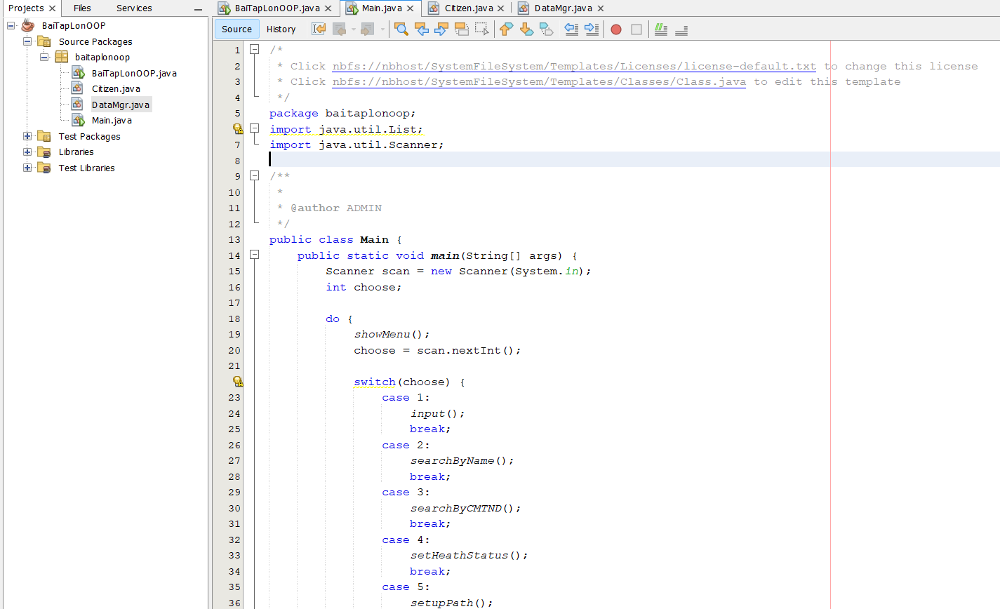 Projects Files Services
BaiTapLonOOP
Source Packages
baitaplonoop
BaiTapLonOOP.java
Citizen.java
DataMgr.java
Main.java
Test Packages
Libraries
Test Libraries
BaiTapLonOOP.java Main.java Citizen.java DataMgr.java
Source History
1 /*
2 * Click nbfs://nbhost/SystemFileSystem/Templates/Licenses/license-default.txt to change this license
3 * Click nbfs://nbhost/SystemFileSystem/Templates/Classes/Class.java to edit this template
4 */
5 package baitaplonoop;
import java.util.List;
7 import java.util.Scanner;
8
9 /**
10 *
11 * @author ADMIN
12 */
13 public class Main {
14 public static void main(String[] args) {
15 Scanner scan = new Scanner(System.in);
16 int choose;
17
18 do {
19 showMenu();
20 choose = scan.nextInt();
21
switch(choose) {
23 case 1:
24 input();
25 break;
26 case 2:
27 searchByName();
28 break;
29 case 3:
30 searchByCMTND();
31 break;
32 case 4:
33 setHeathStatus();
34 break;
35 case 5:
36 setupPath();